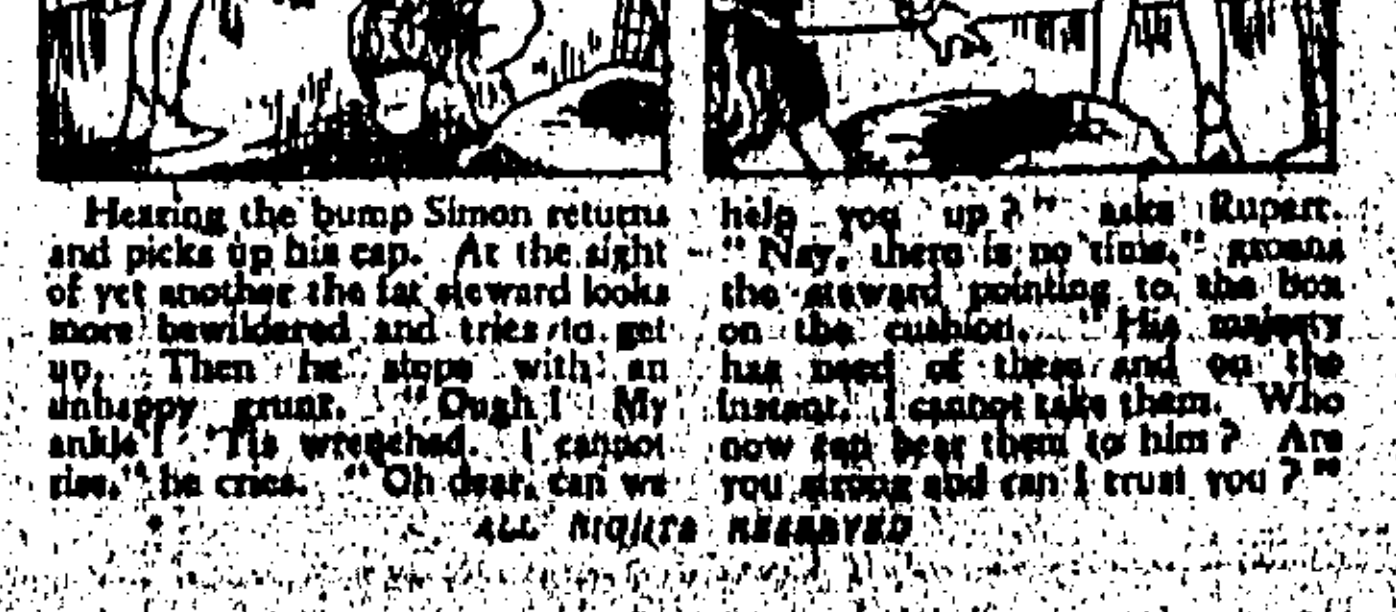 Hearing the bump Simon returns
and picks up his cap. At the sight
of yet another the fat steward looks
more bewildered and tries to get
up. Then he stops with an
unhappy grunt. "Ough! My
ankle! 'Tis wrenched. I cannot
rise," he cries. "Oh dear, can we
help you up?" asks Rupert.
"Nay, there is no time," groans
the steward pointing to the box
on the cushion. "His majesty
has need of these and on the
instant. I cannot take them. Who
now can bear them to him? Are
you strong and can I trust you?"
ALL RIGHTS RESERVED